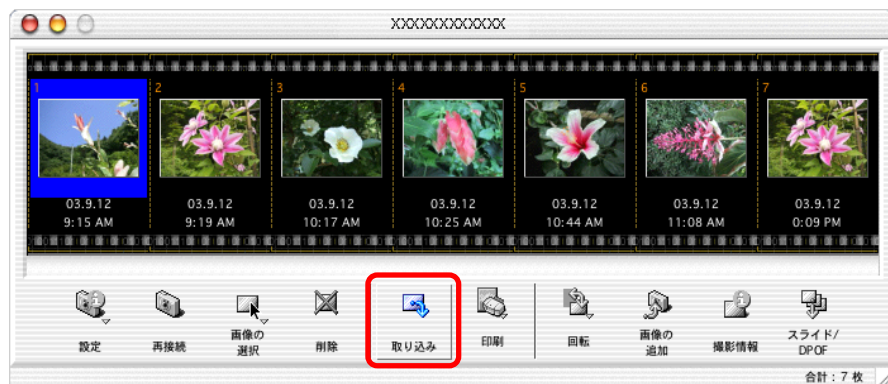 XXXXXXXXXXXX
1 2 3 4 5 6 7
03.9.12 03.9.12 03.9.12 03.9.12 03.9.12 03.9.12 03.9.12
9:15 AM 9:19 AM 10:17 AM 10:25 AM 10:44 AM 11:08 AM 0:09 PM
設定 再接続 画像の選択 削除 取り込み 印刷 回転 画像の追加 撮影情報 スライド/DPOF
合計：7 枚